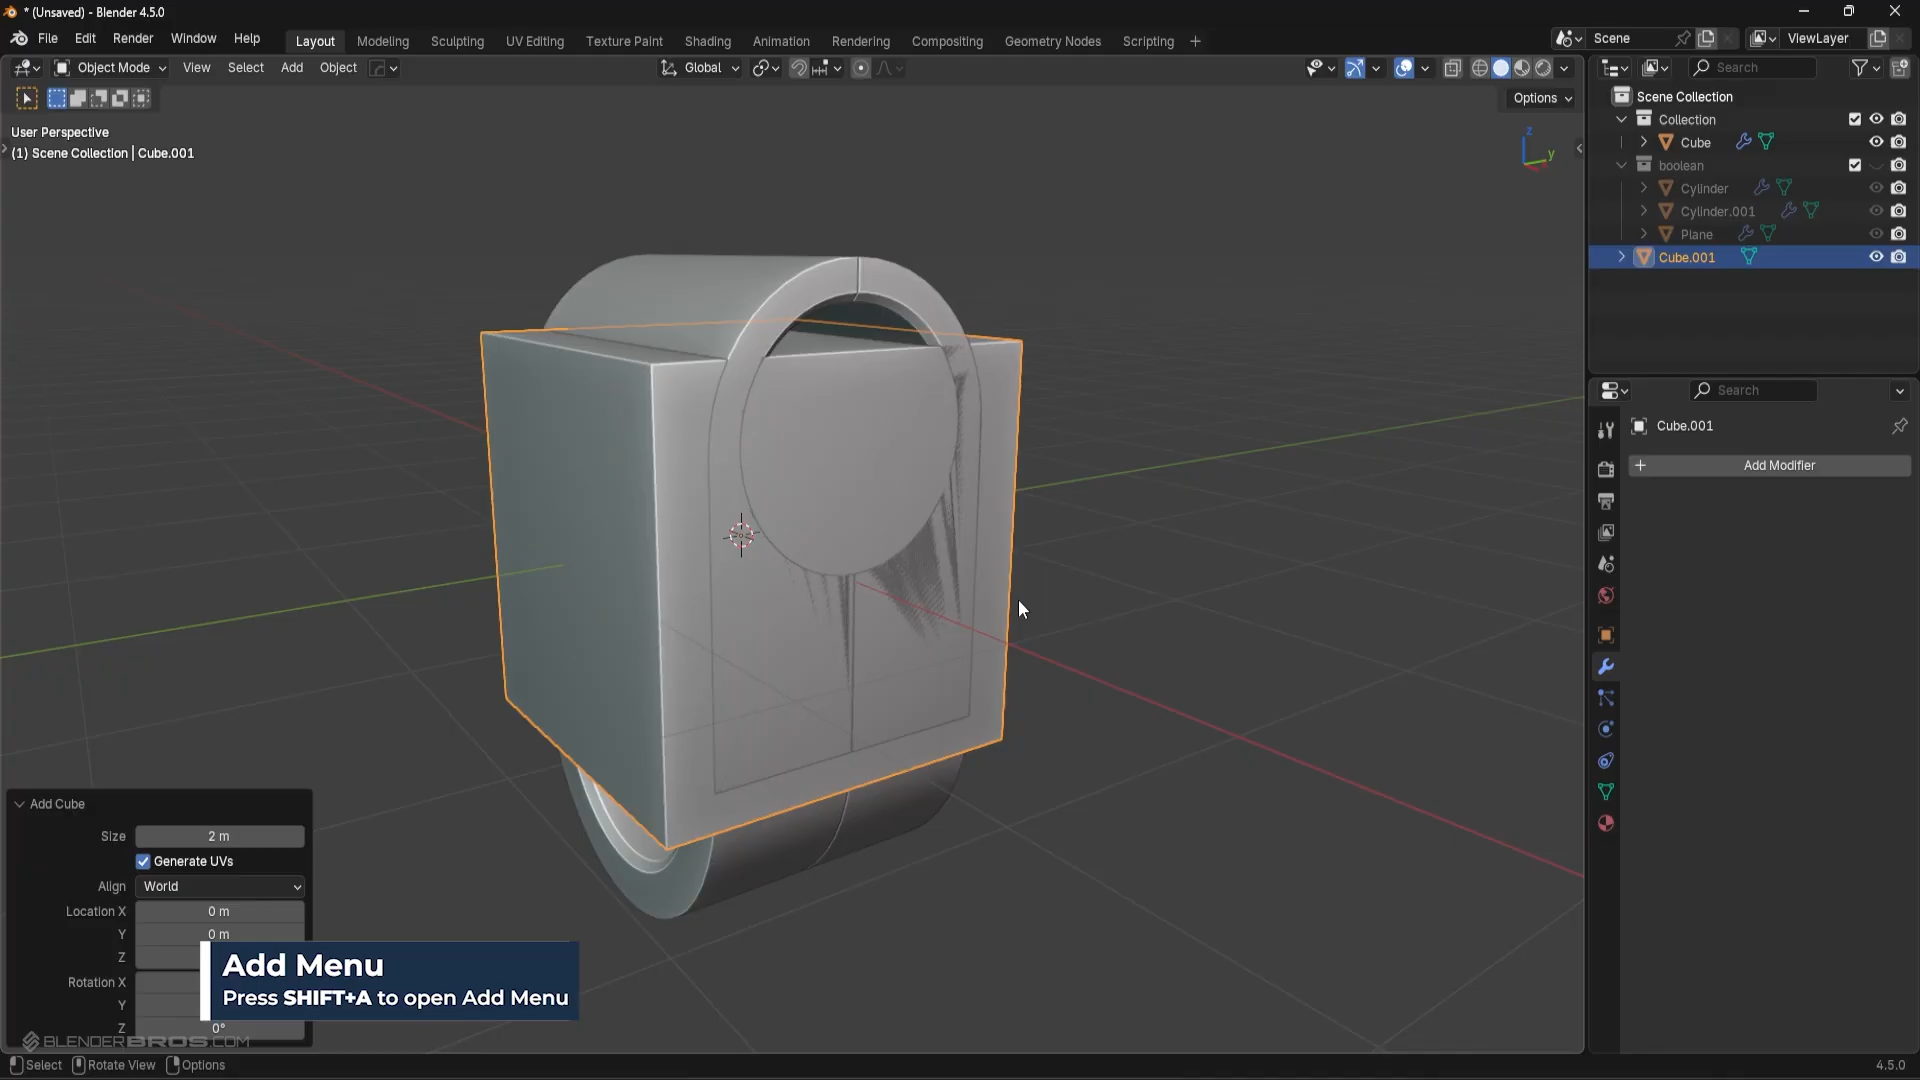 * (Unsaved) - Blender 4.5.0
File Edit Render Window Help Layout Modeling Sculpting UV Editing Texture Paint Shading Animation Rendering Compositing Geometry Nodes Scripting + Scene ViewLayer
Object Mode View Select Add Object Global Search
Options
User Perspective
(1) Scene Collection | Cube.001
Z
Y
Scene Collection
Collection
Cube
boolean
Cylinder
Cylinder.001
Plane
Cube.001
Search
Cube.001
+ Add Modifier
Add Cube
Size 2 m
Generate UVs
Align World
Location X 0 m
Y 0 m
Z
Rotation X
Y
Z 0°
Add Menu
Press SHIFT+A to open Add Menu
BLENDERBROS.COM
Select Rotate View Options
4.5.0